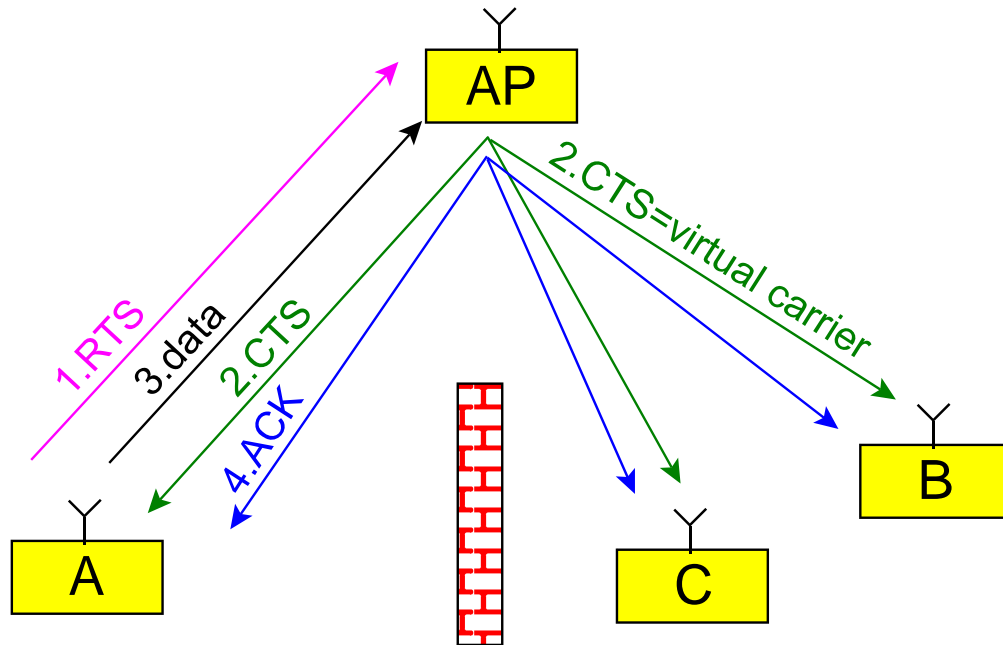 AP
1.RTS
3.data
2.CTS
4.ACK
2.CTS=virtual carrier
A
C
B